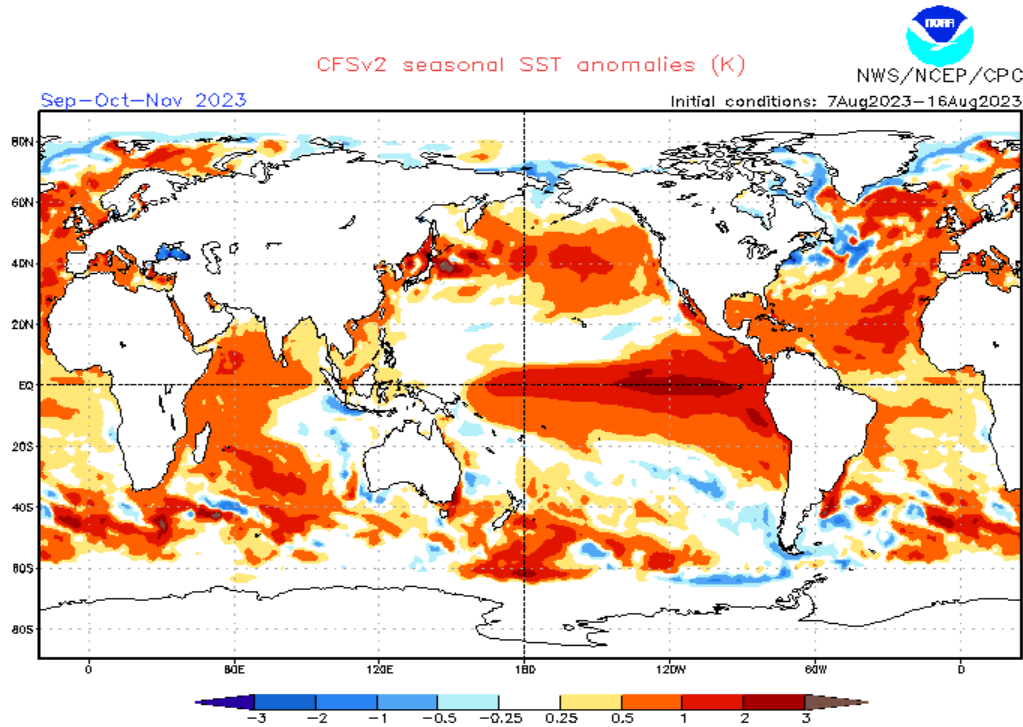 NOAA
CFSv2 seasonal SST anomalies (K)
NWS/NCEP/CPC
Sep-Oct-Nov 2023
Initial conditions: 7Aug2023-16Aug2023
80N
60N
40N
20N
EQ
20S
40S
60S
80S
0 60E 120E 180 120W 60W 0
-3 -2 -1 -0.5 -0.25 0.25 0.5 1 2 3